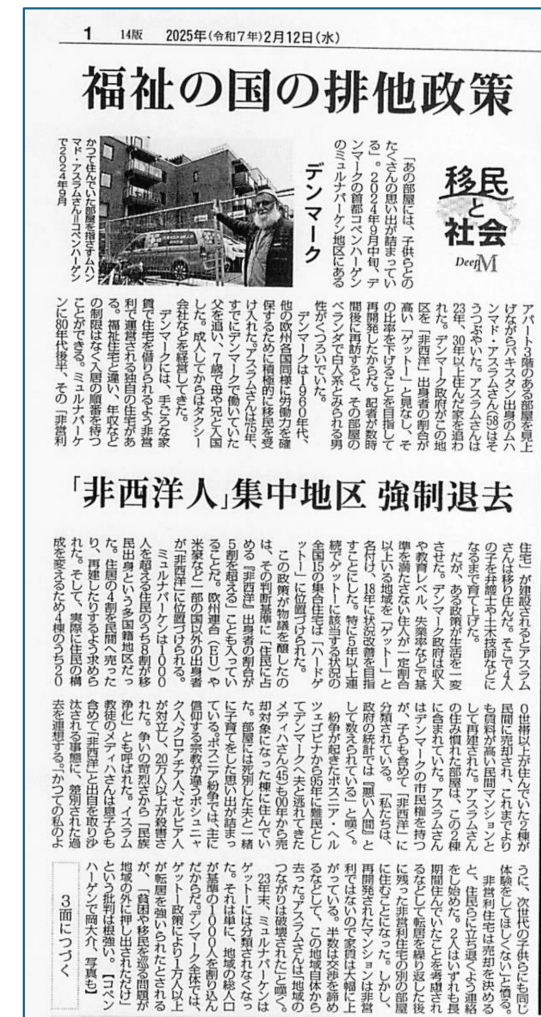 1 14版 2025年(令和7年)2月12日(水)
福祉の国の排他政策
移民と社会
Deep M
デンマーク
「あの部屋には、子供らとの
たくさんの思い出が詰まってい
る」。2024年9月中旬、デ
ンマークの首都コペンハーゲン
のミュルナパーケン地区にある
かつて住んでいた部屋を指さすムハン
マド・アスラムさん=コペンハーゲン
で2024年9月
アパート3階のある部屋を見上
げながらパキスタン出身のムハ
ンマド・アスラムさん(58)はそ
うつぶやいた。アスラムさんは
23年、30年以上住んだ家を追わ
れた。デンマーク政府がこの地
区を「非西洋」出身者の割合が
高い「ゲットー」と見なし、そ
の比率を下げることを目指して
再開発したからだ。記者が数時
間後に再訪すると、その部屋の
ベランダで白人系とみられる男
性がくつろいでいた。
デンマークは1960年代、
他の欧州各国同様に労働力を確
保するために積極的に移民を受
け入れた。アスラムさんは75年、
すでにデンマークで働いていた
父を追い、7歳で母や兄と入国
した。成人してからはタクシー
会社などを経営してきた。
デンマークには、手ごろな家
賃で住宅を借りられるよう非営
利で運営される独自の住宅があ
る。福祉住宅と違い、年収など
の制限はなく入居の順番を待つ
ことができる。ミュルナパーケ
ンに80年代後半、その「非営利
「非西洋人」集中地区 強制退去
住宅」が建設されるとアスラム
さんは移り住んだ。そこで4人
の子を弁護士や土木技師などに
なるまで育て上げた。
だが、ある政策が生活を一変
させた。デンマーク政府は収入
や教育レベル、失業率などで基
準を満たさない住人が一定割合
以上いる地域を「ゲットー」と
名付け、18年に状況改善を目指
すことにした。特に5年以上連
続でゲットーに該当する状況の
全国15の集合住宅は「ハードゲ
ットー」に位置づけられた。
この政策が物議を醸したの
は、その判断基準に「住民に占
める『非西洋』出身者の割合が
5割を超える」ことも入ってい
ることだ。欧州連合(EU)や
米豪など一部の国以外の出身者
が「非西洋」に位置づけられる。
ミュルナパーケンは1000
人を超える住民のうち8割が移
民出身という多国籍地区だっ
た。住居の4割を民間へ売った
り、再建したりするよう求めら
れた。そして、実際に住民の構
成を変えるため4棟のうち20
0世帯以上が住んでいた2棟が
民間に売却され、これまでより
も賃料が高い民間マンションと
して再建された。アスラムさん
の住み慣れた部屋は、この2棟
に含まれていた。アスラムさん
はデンマークの市民権を持つ
が、子らも含めて「非西洋」に
分類されている。「私たちは、
政府の統計では『悪い人間』と
して数えられている」と嘆く。
紛争が起きたボスニア・ヘル
ツェゴビナから95年に難民とし
てデンマークへ夫と逃れてきた
メディハさん(45)も00年から売
却対象になった棟に住んでい
た。部屋には死別した夫と一緒
に子育てをした思い出が詰まっ
ている。ボスニア紛争では、主に
信仰する宗教が違うボシュニャ
ク人、クロアチア人、セルビア人
が対立し、20万人以上が殺害さ
れた。争いの苛烈さから「民族
浄化」とも呼ばれた。イスラム
教徒のメディハさんは息子らも
含めて「非西洋」と出自を取り沙
汰される事態に、差別された過
去を連想する。「かつての私のよ
うに、次世代の子供らにも同じ
体験をしてほしくない」と憤る。
非営利住宅は売却を決める
と、住民らに立ち退くよう連絡
をし始めた。2人はいずれも長
期間住んでいたことを考慮され
るなどして転居を繰り返した後
に残った非営利住宅の別の部屋
に住むことになった。しかし、
再開発されたマンションは非営
利ではないので家賃は大幅に上
がっている。半数は交渉を諦め
るなどして、この地域自体から
去った。アスラムさんは「地域の
つながりは破壊された」と嘆く。
23年末、ミュルナパーケンは
ゲットーには分類されなくなっ
た。それは単に、地域の総人口
が基準の1000人を割り込ん
だからだ。デンマーク全体では、
ゲットー政策により1万人以上
が転居を強いられたとされる
が、「貧困や移民を巡る問題が
地域の外に押し出されただけ」
という批判は根強い。【コペン
ハーゲンで岡大介、写真も】
3面につづく